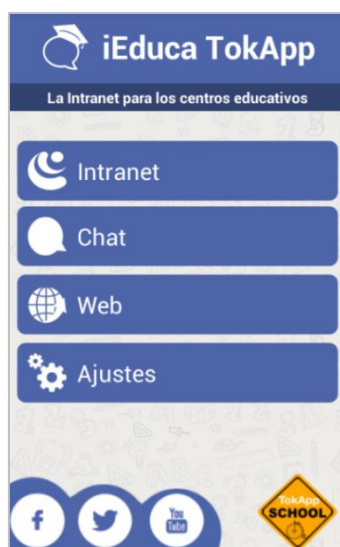 iEduca TokApp
La Intranet para los centros educativos
Intranet
Chat
Web
Ajustes
f
You
Tube
TokApp
SCHOOL